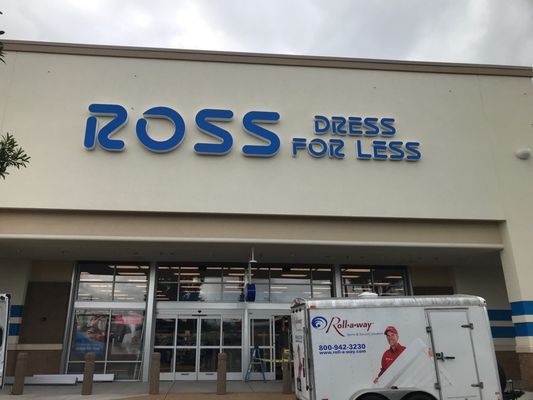 ROSS
DRESS
FOR LESS
Roll-a-way
800-942-3230
roll-a-way.com